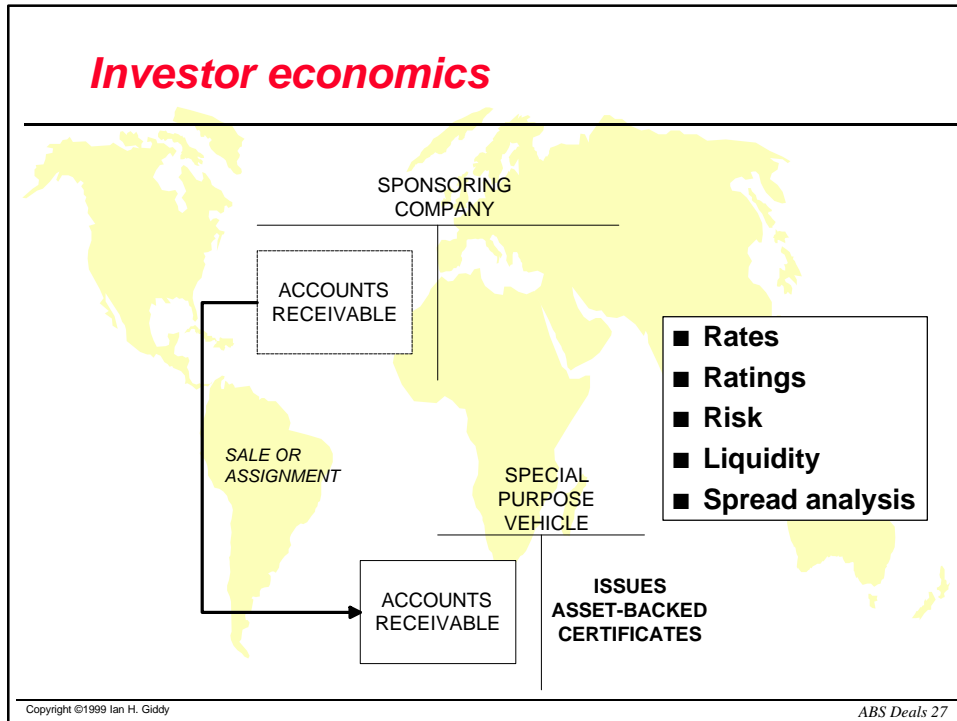 Investor economics
SPONSORING
COMPANY
ACCOUNTS
RECEIVABLE
SALE OR
ASSIGNMENT
SPECIAL
PURPOSE
VEHICLE
ACCOUNTS
RECEIVABLE
ISSUES
ASSET-BACKED
CERTIFICATES
■ Rates
■ Ratings
■ Risk
■ Liquidity
■ Spread analysis
Copyright ©1999 Ian H. Giddy
ABS Deals 27